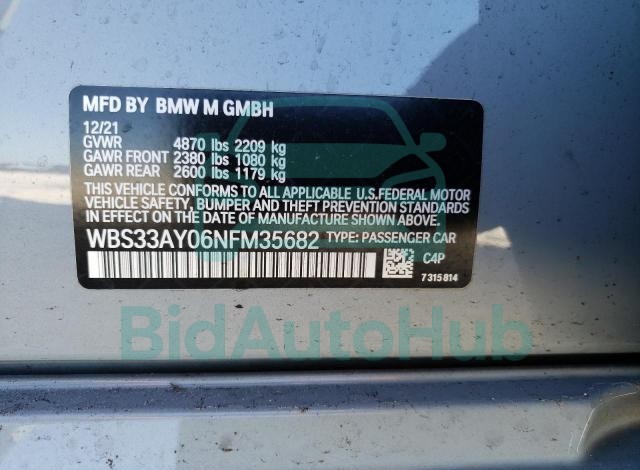 MFD BY BMW M GMBH
12/21
GVWR 4870 lbs 2209 kg
GAWR FRONT 2380 lbs 1080 kg
GAWR REAR 2600 lbs 1179 kg
THIS VEHICLE CONFORMS TO ALL APPLICABLE U.S.FEDERAL MOTOR
VEHICLE SAFETY, BUMPER AND THEFT PREVENTION STANDARDS
IN EFFECT ON THE DATE OF MANUFACTURE SHOWN ABOVE.
WBS33AY06NFM35682 TYPE: PASSENGER CAR
C4P
7315814
BidAutoHub